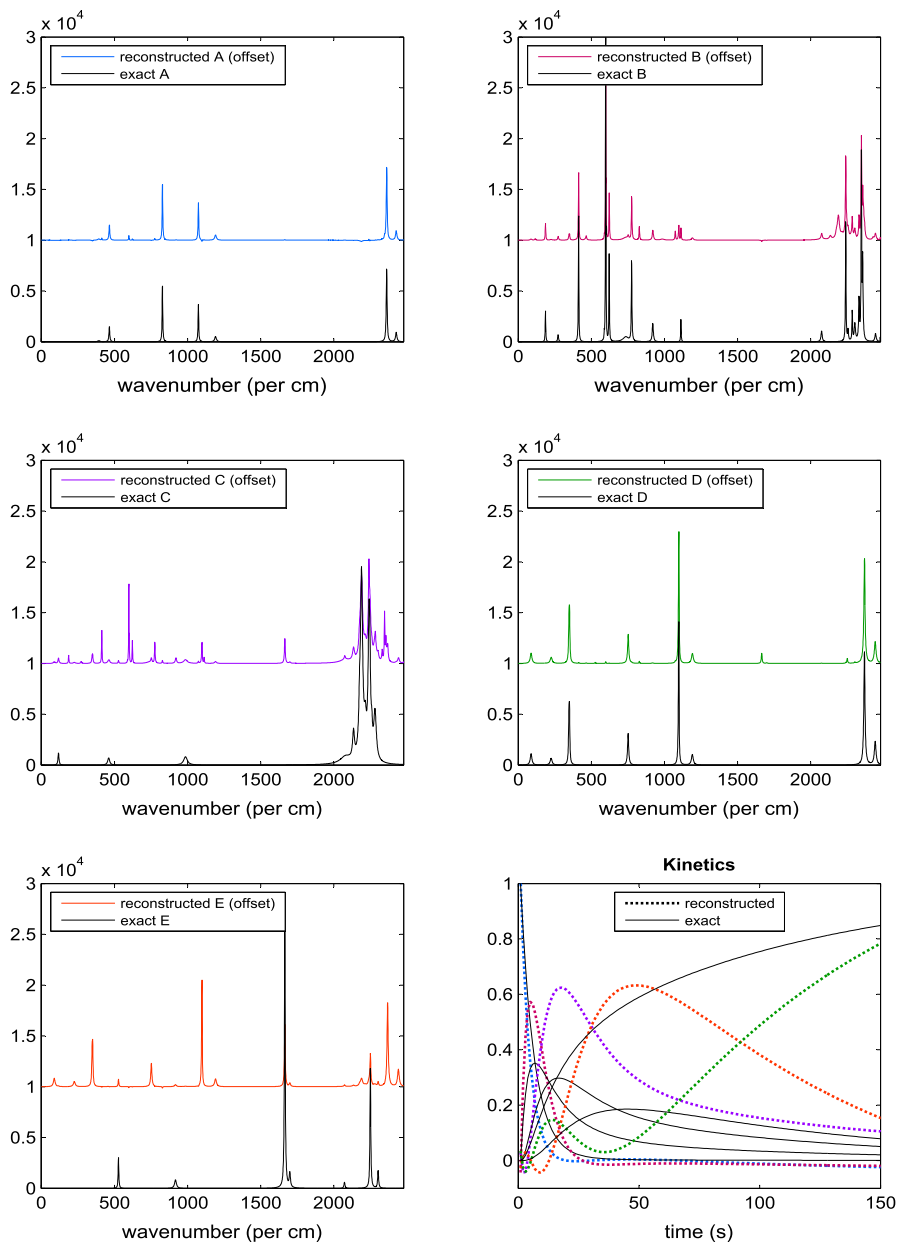 x 10^4
3
2.5
2
1.5
1
0.5
0
0 500 1000 1500 2000
reconstructed A (offset)
exact A
wavenumber (per cm)
x 10^4
3
2.5
2
1.5
1
0.5
0
0 500 1000 1500 2000
reconstructed B (offset)
exact B
wavenumber (per cm)
x 10^4
3
2.5
2
1.5
1
0.5
0
0 500 1000 1500 2000
reconstructed C (offset)
exact C
wavenumber (per cm)
x 10^4
3
2.5
2
1.5
1
0.5
0
0 500 1000 1500 2000
reconstructed D (offset)
exact D
wavenumber (per cm)
x 10^4
3
2.5
2
1.5
1
0.5
0
0 500 1000 1500 2000
reconstructed E (offset)
exact E
wavenumber (per cm)
Kinetics
1
0.8
0.6
0.4
0.2
0
0 50 100 150
reconstructed
exact
time (s)